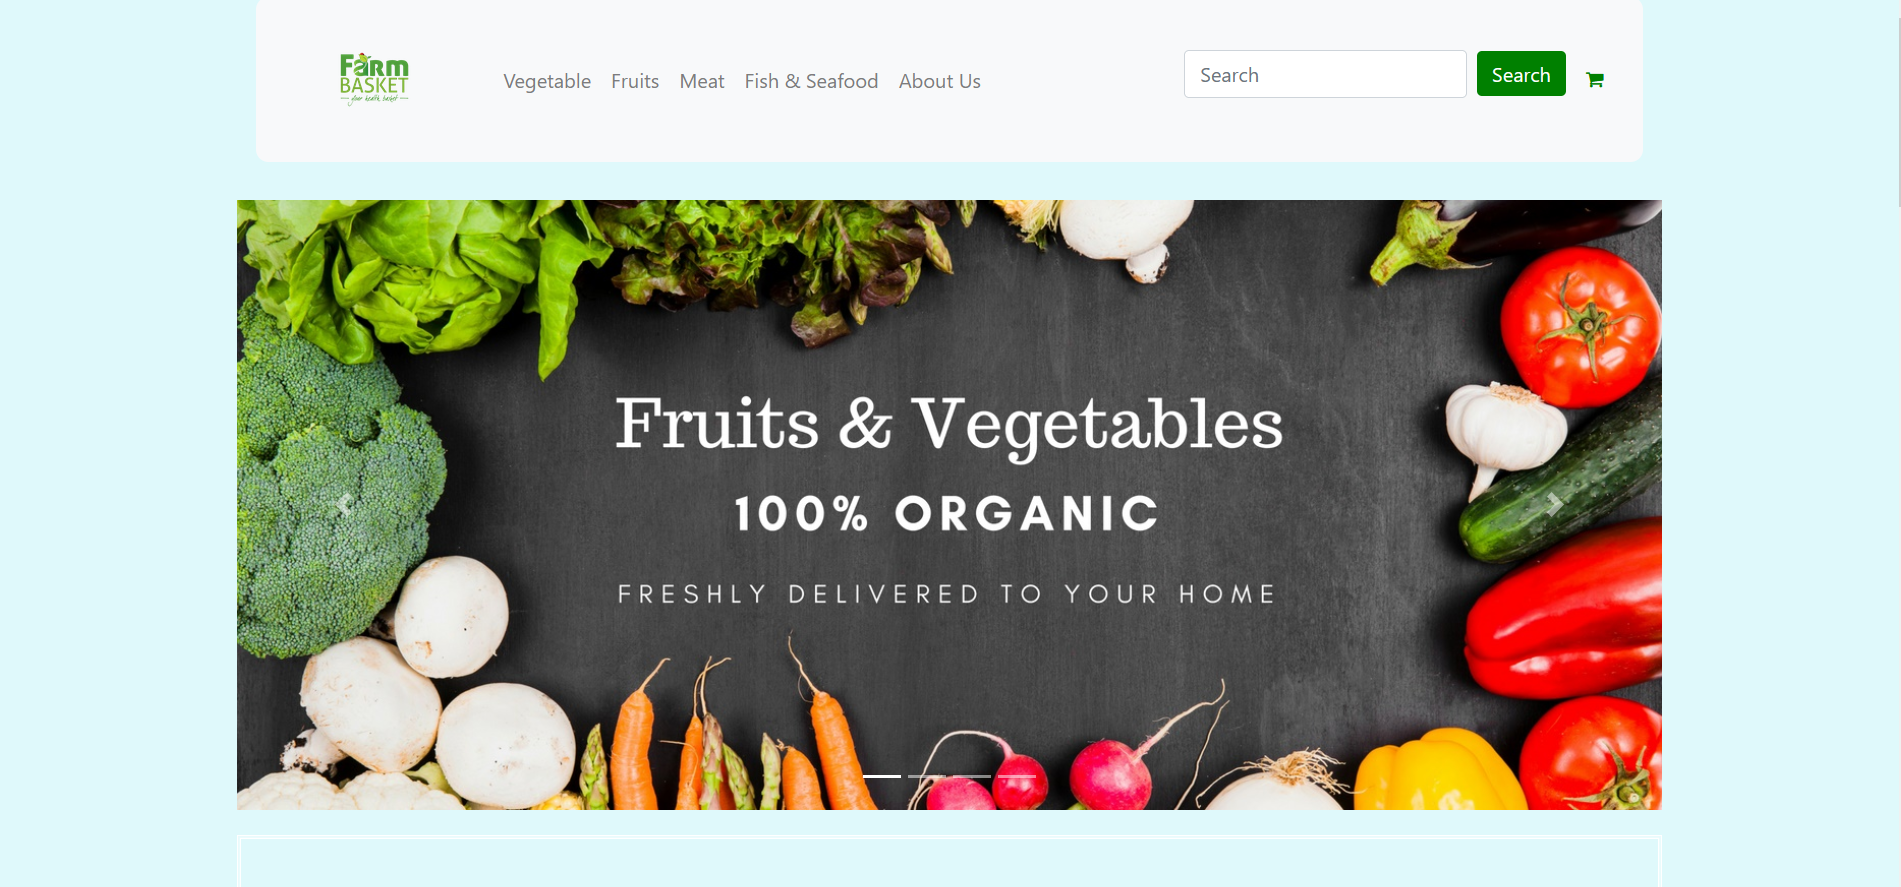 Farm
BASKET
your health basket
Vegetable Fruits Meat Fish & Seafood About Us
Search
Search
Fruits & Vegetables
100% ORGANIC
FRESHLY DELIVERED TO YOUR HOME